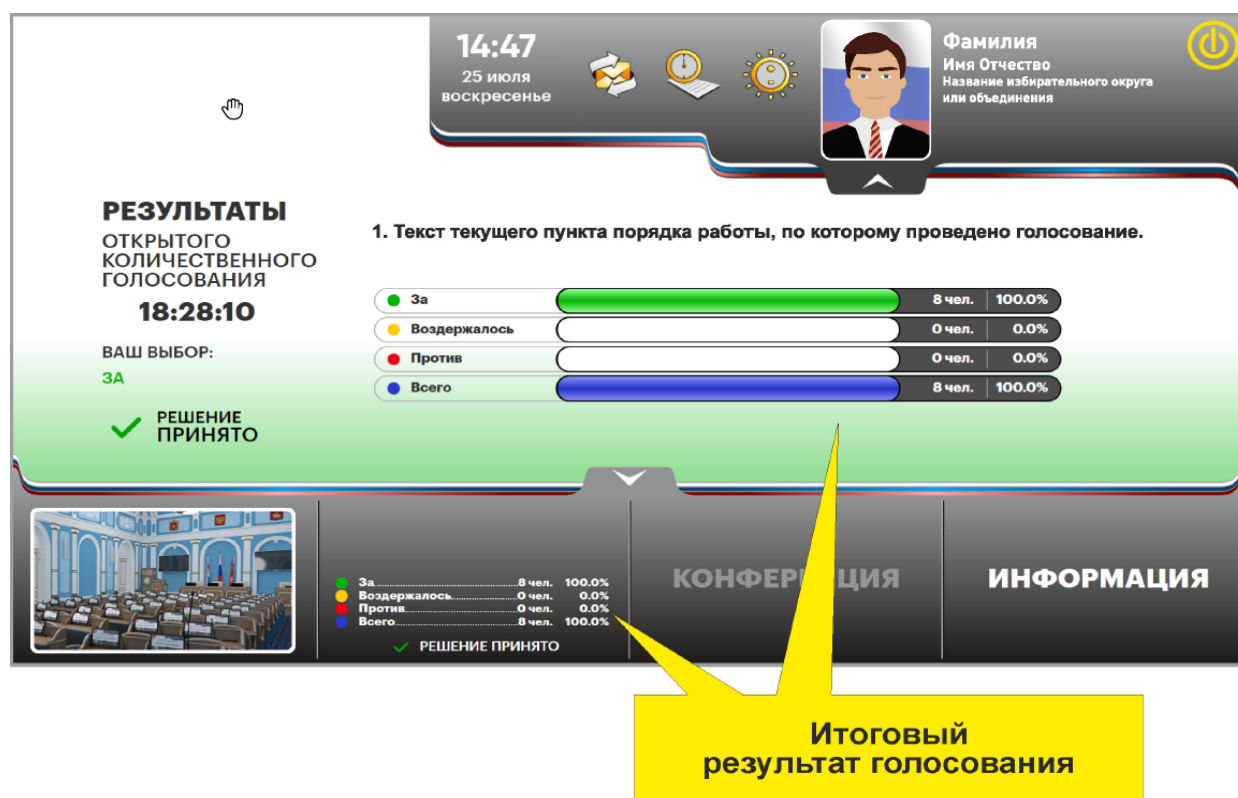 14:47
25 июля
воскресенье
Фамилия
Имя Отчество
Название избирательного округа
или объединения
РЕЗУЛЬТАТЫ
ОТКРЫТОГО
КОЛИЧЕСТВЕННОГО
ГОЛОСОВАНИЯ
18:28:10
ВАШ ВЫБОР:
ЗА
РЕШЕНИЕ
ПРИНЯТО
1. Текст текущего пункта порядка работы, по которому проведено голосование.
За 8 чел. 100.0%
Воздержалось 0 чел. 0.0%
Против 0 чел. 0.0%
Всего 8 чел. 100.0%
За 8 чел. 100.0%
Воздержалось 0 чел. 0.0%
Против 0 чел. 0.0%
Всего 8 чел. 100.0%
РЕШЕНИЕ ПРИНЯТО
ИНФОРМАЦИЯ
Итоговый
результат голосования